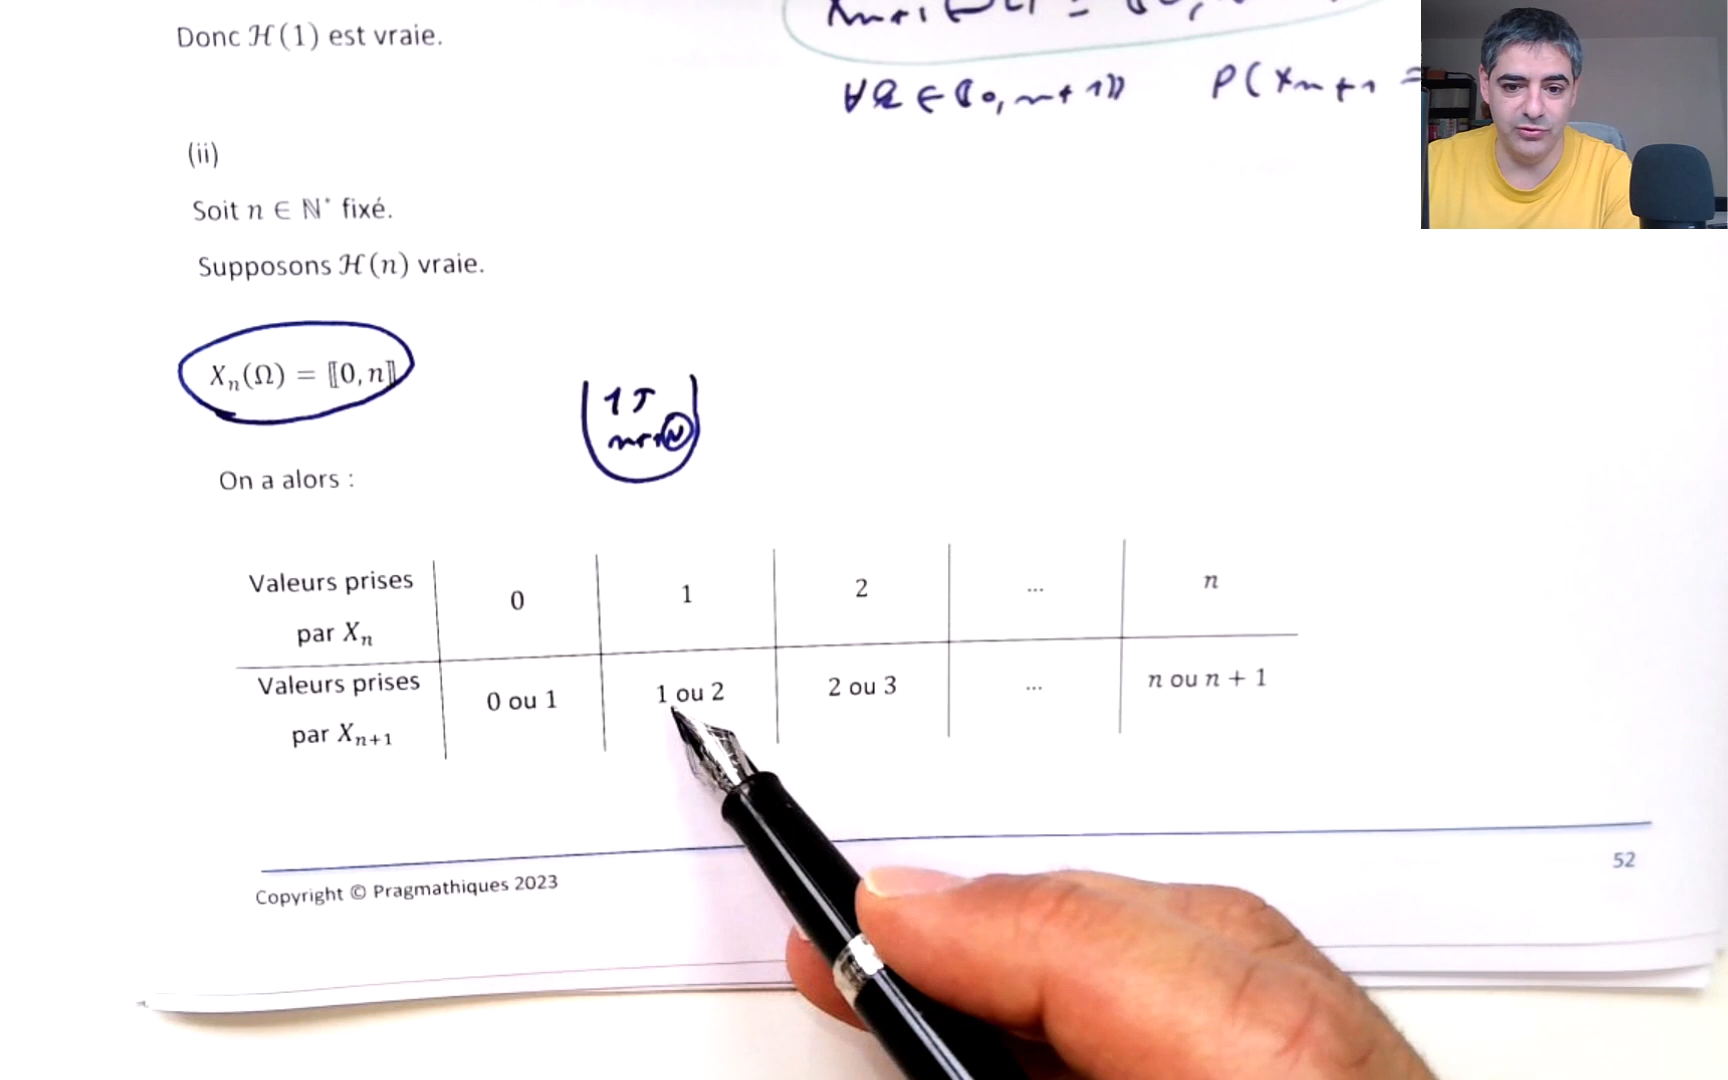 Donc ℋ(1) est vraie.
∀k ∈ ⟦0, n+1⟧ P(Xn+1 =
(ii)
Soit n ∈ ℕ* fixé.
Supposons ℋ(n) vraie.
Xₙ(Ω) = ⟦0, n⟧
1
On a alors :
Valeurs prises par Xₙ 0 1 2 ... n
Valeurs prises par Xₙ₊₁ 0 ou 1 1 ou 2 2 ou 3 ... n ou n + 1
52
Copyright © Pragmathiques 2023